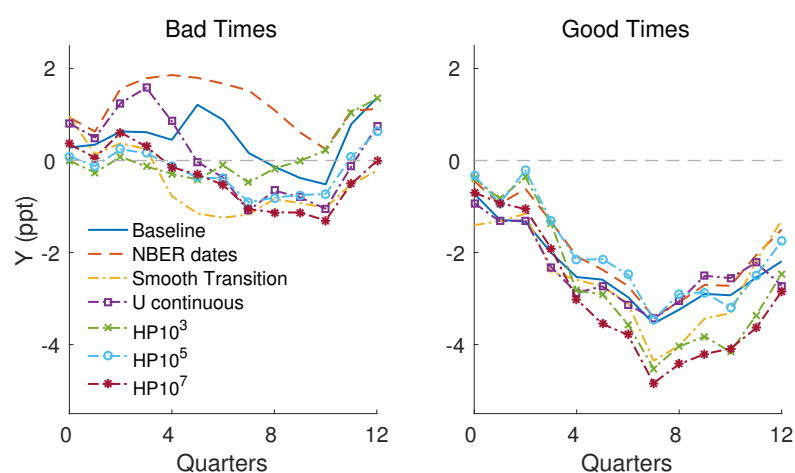 Bad Times
Good Times
Y (ppt)
2
0
-2
-4
Baseline
NBER dates
Smooth Transition
U continuous
HP10³
HP10⁵
HP10⁷
0
4
8
12
Quarters
2
0
-2
-4
0
4
8
12
Quarters